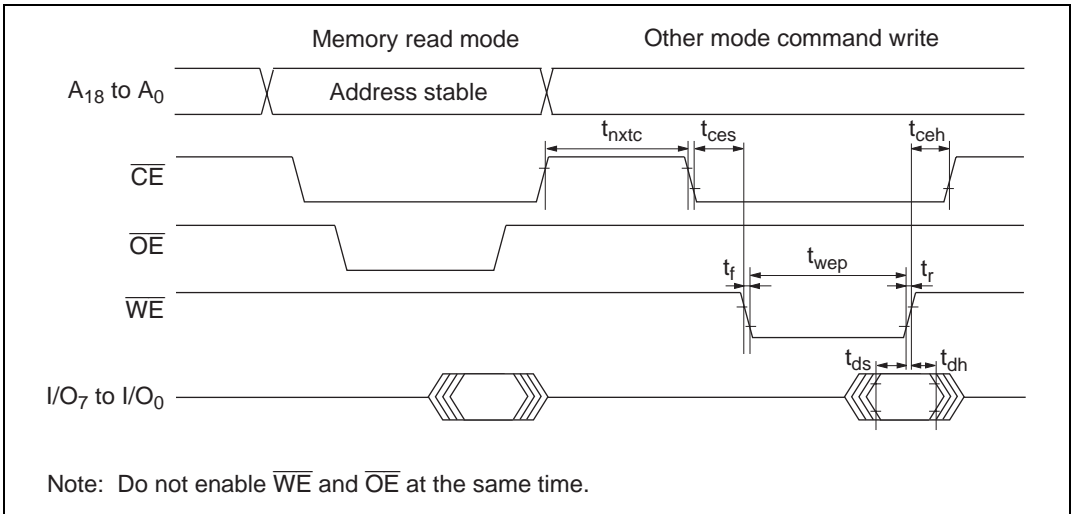 Memory read mode Other mode command write
A18 to A0 Address stable
tnxtc tces tceh
CE
OE
tf twep tr
WE
tds tdh
I/O7 to I/O0
Note: Do not enable WE and OE at the same time.